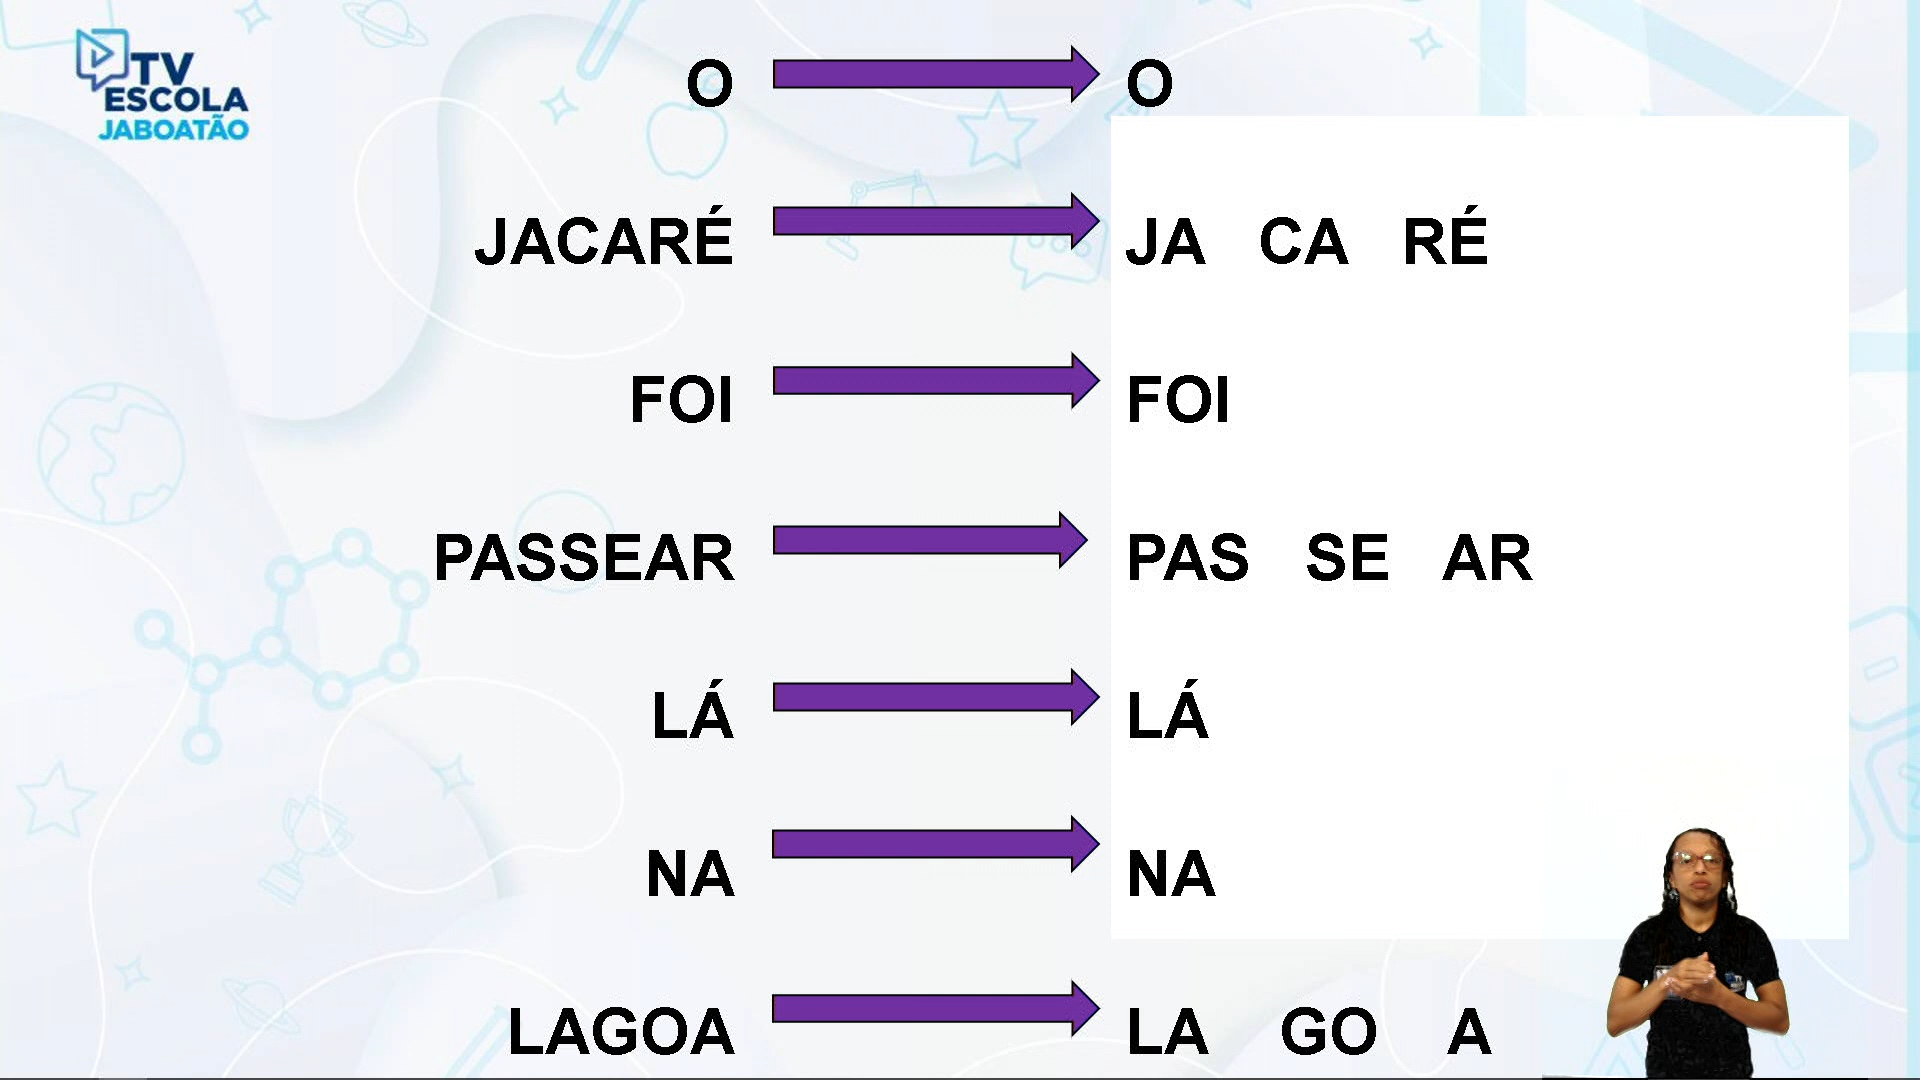 TV
ESCOLA
JABOATÃO
O O
JACARÉ JA CA RÉ
FOI FOI
PASSEAR PAS SE AR
LÁ LÁ
NA NA
LAGOA LA GO A